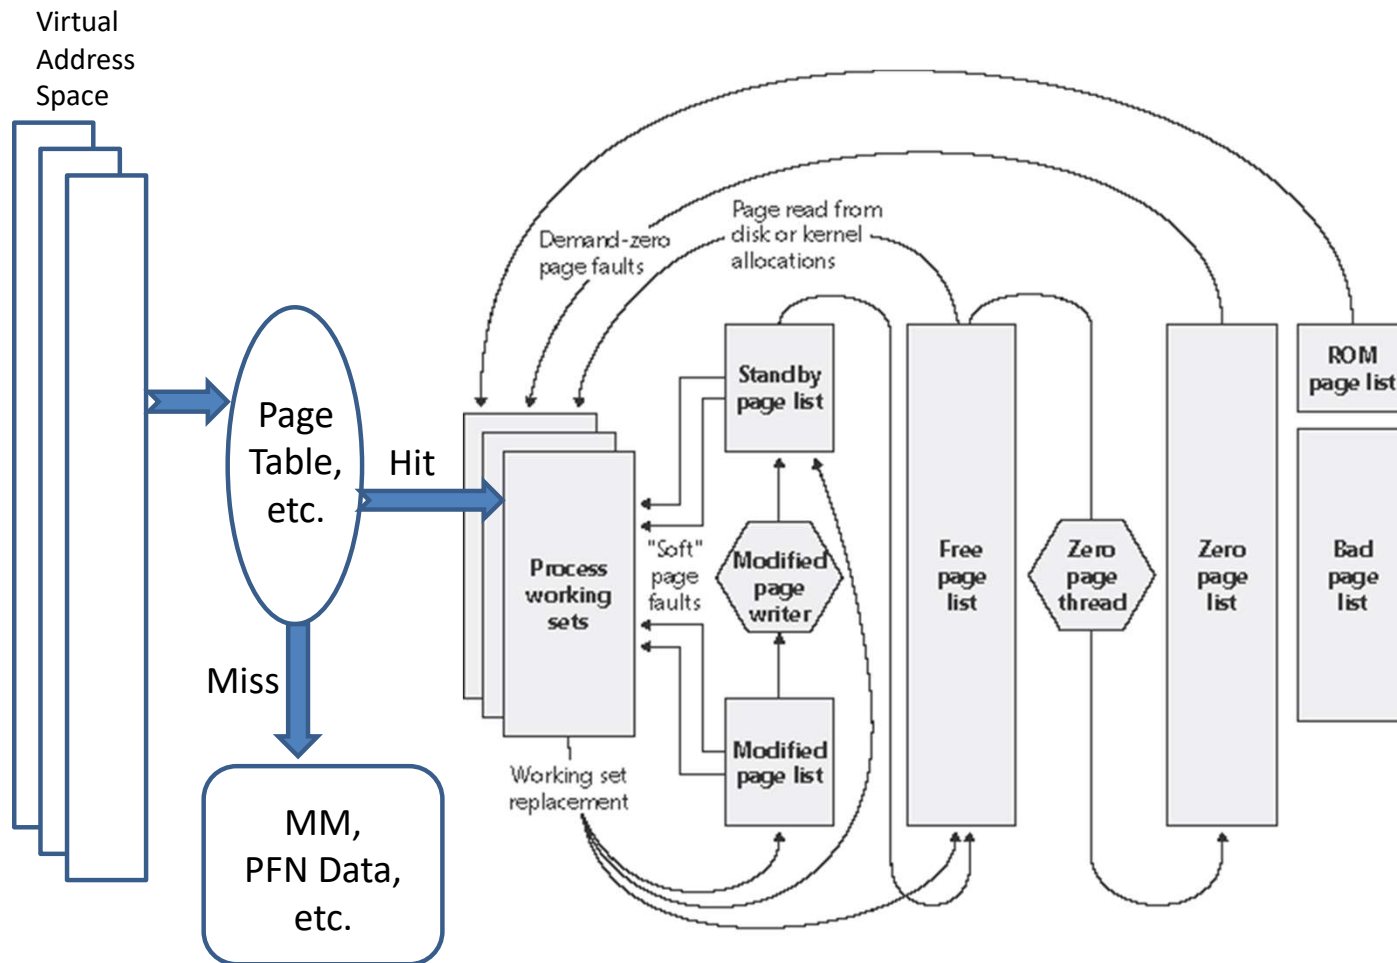 Virtual
Address
Space
Page
Table,
etc.
Hit
Miss
MM,
PFN Data,
etc.
Demand-zero
page faults
Page read from
disk or kernel
allocations
Standby
page list
"Soft"
page
faults
Process
working
sets
Modified
page
writer
Modified
page list
Working set
replacement
Free
page
list
Zero
page
thread
Zero
page
list
ROM
page list
Bad
page
list